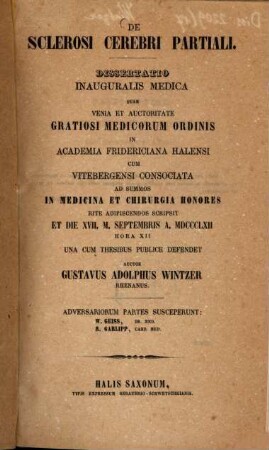 DE
SCLEROSI CEREBRI PARTIALI.
DISSERTATIO
INAUGURALIS MEDICA
QUAM
VENIA ET AUCTORITATE
GRATIOSI MEDICORUM ORDINIS
IN
ACADEMIA FRIDERICIANA HALENSI
CUM
VITEBERGENSI CONSOCIATA
AD SUMMOS
IN MEDICINA ET CHIRURGIA HONORES
RITE ADIPISCENDOS SCRIPSIT
ET DIE XVII. M. SEPTEMBRIS A. MDCCCLXII
HORA XII
UNA CUM THESIBUS PUBLICE DEFENDET
AUCTOR
GUSTAVUS ADOLPHUS WINTZER
RHENANUS.
ADVERSARIORUM PARTES SUSCEPERUNT:
W. GEISS, DR. MED.
R. GARLIPP, CAND. MED.
HALIS SAXONUM,
TYPIS EXPRESSUM GEBAUERIO-SCHWETSCHKIANIS.